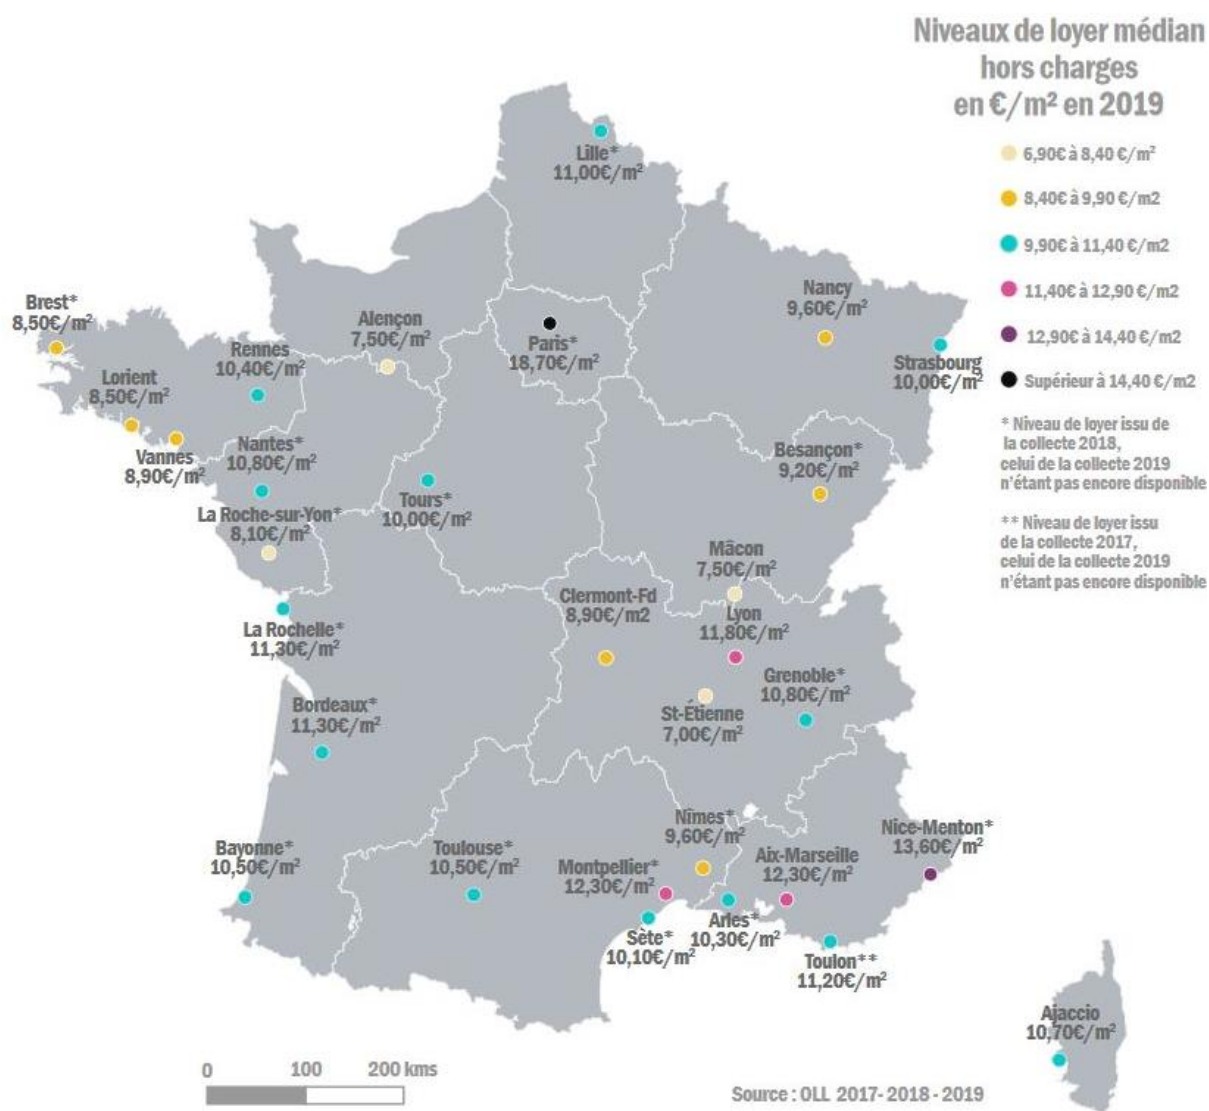 Niveaux de loyer médian
hors charges
en €/m² en 2019
6,90€ à 8,40 €/m²
8,40€ à 9,90 €/m2
9,90€ à 11,40 €/m2
11,40€ à 12,90 €/m2
12,90€ à 14,40 €/m2
Supérieur à 14,40 €/m2
* Niveau de loyer issu de
la collecte 2018,
celui de la collecte 2019
n'étant pas encore disponible
** Niveau de loyer issu
de la collecte 2017,
celui de la collecte 2019
n'étant pas encore disponible
Lille*
11,00€/m²
Nancy
9,60€/m²
Brest*
8,50€/m²
Alençon
7,50€/m²
Paris*
18,70€/m²
Rennes
10,40€/m²
Strasbourg
10,00€/m²
Lorient
8,50€/m²
Vannes
8,90€/m²
Nantes*
10,80€/m²
Besançon*
9,20€/m²
Tours*
10,00€/m²
La Roche-sur-Yon*
8,10€/m²
Mâcon
7,50€/m²
Clermont-Fd
8,90€/m2
Lyon
11,80€/m²
La Rochelle*
11,30€/m²
Grenoble*
10,80€/m²
Bordeaux*
11,30€/m²
St-Étienne
7,00€/m²
Nîmes*
9,60€/m²
Nice-Menton*
13,60€/m²
Bayonne*
10,50€/m²
Toulouse*
10,50€/m²
Montpellier*
12,30€/m²
Aix-Marseille
12,30€/m²
Arles*
10,30€/m²
Sète*
10,10€/m²
Toulon**
11,20€/m²
Ajaccio
10,70€/m²
0 100 200 kms
Source : OLL 2017- 2018 - 2019